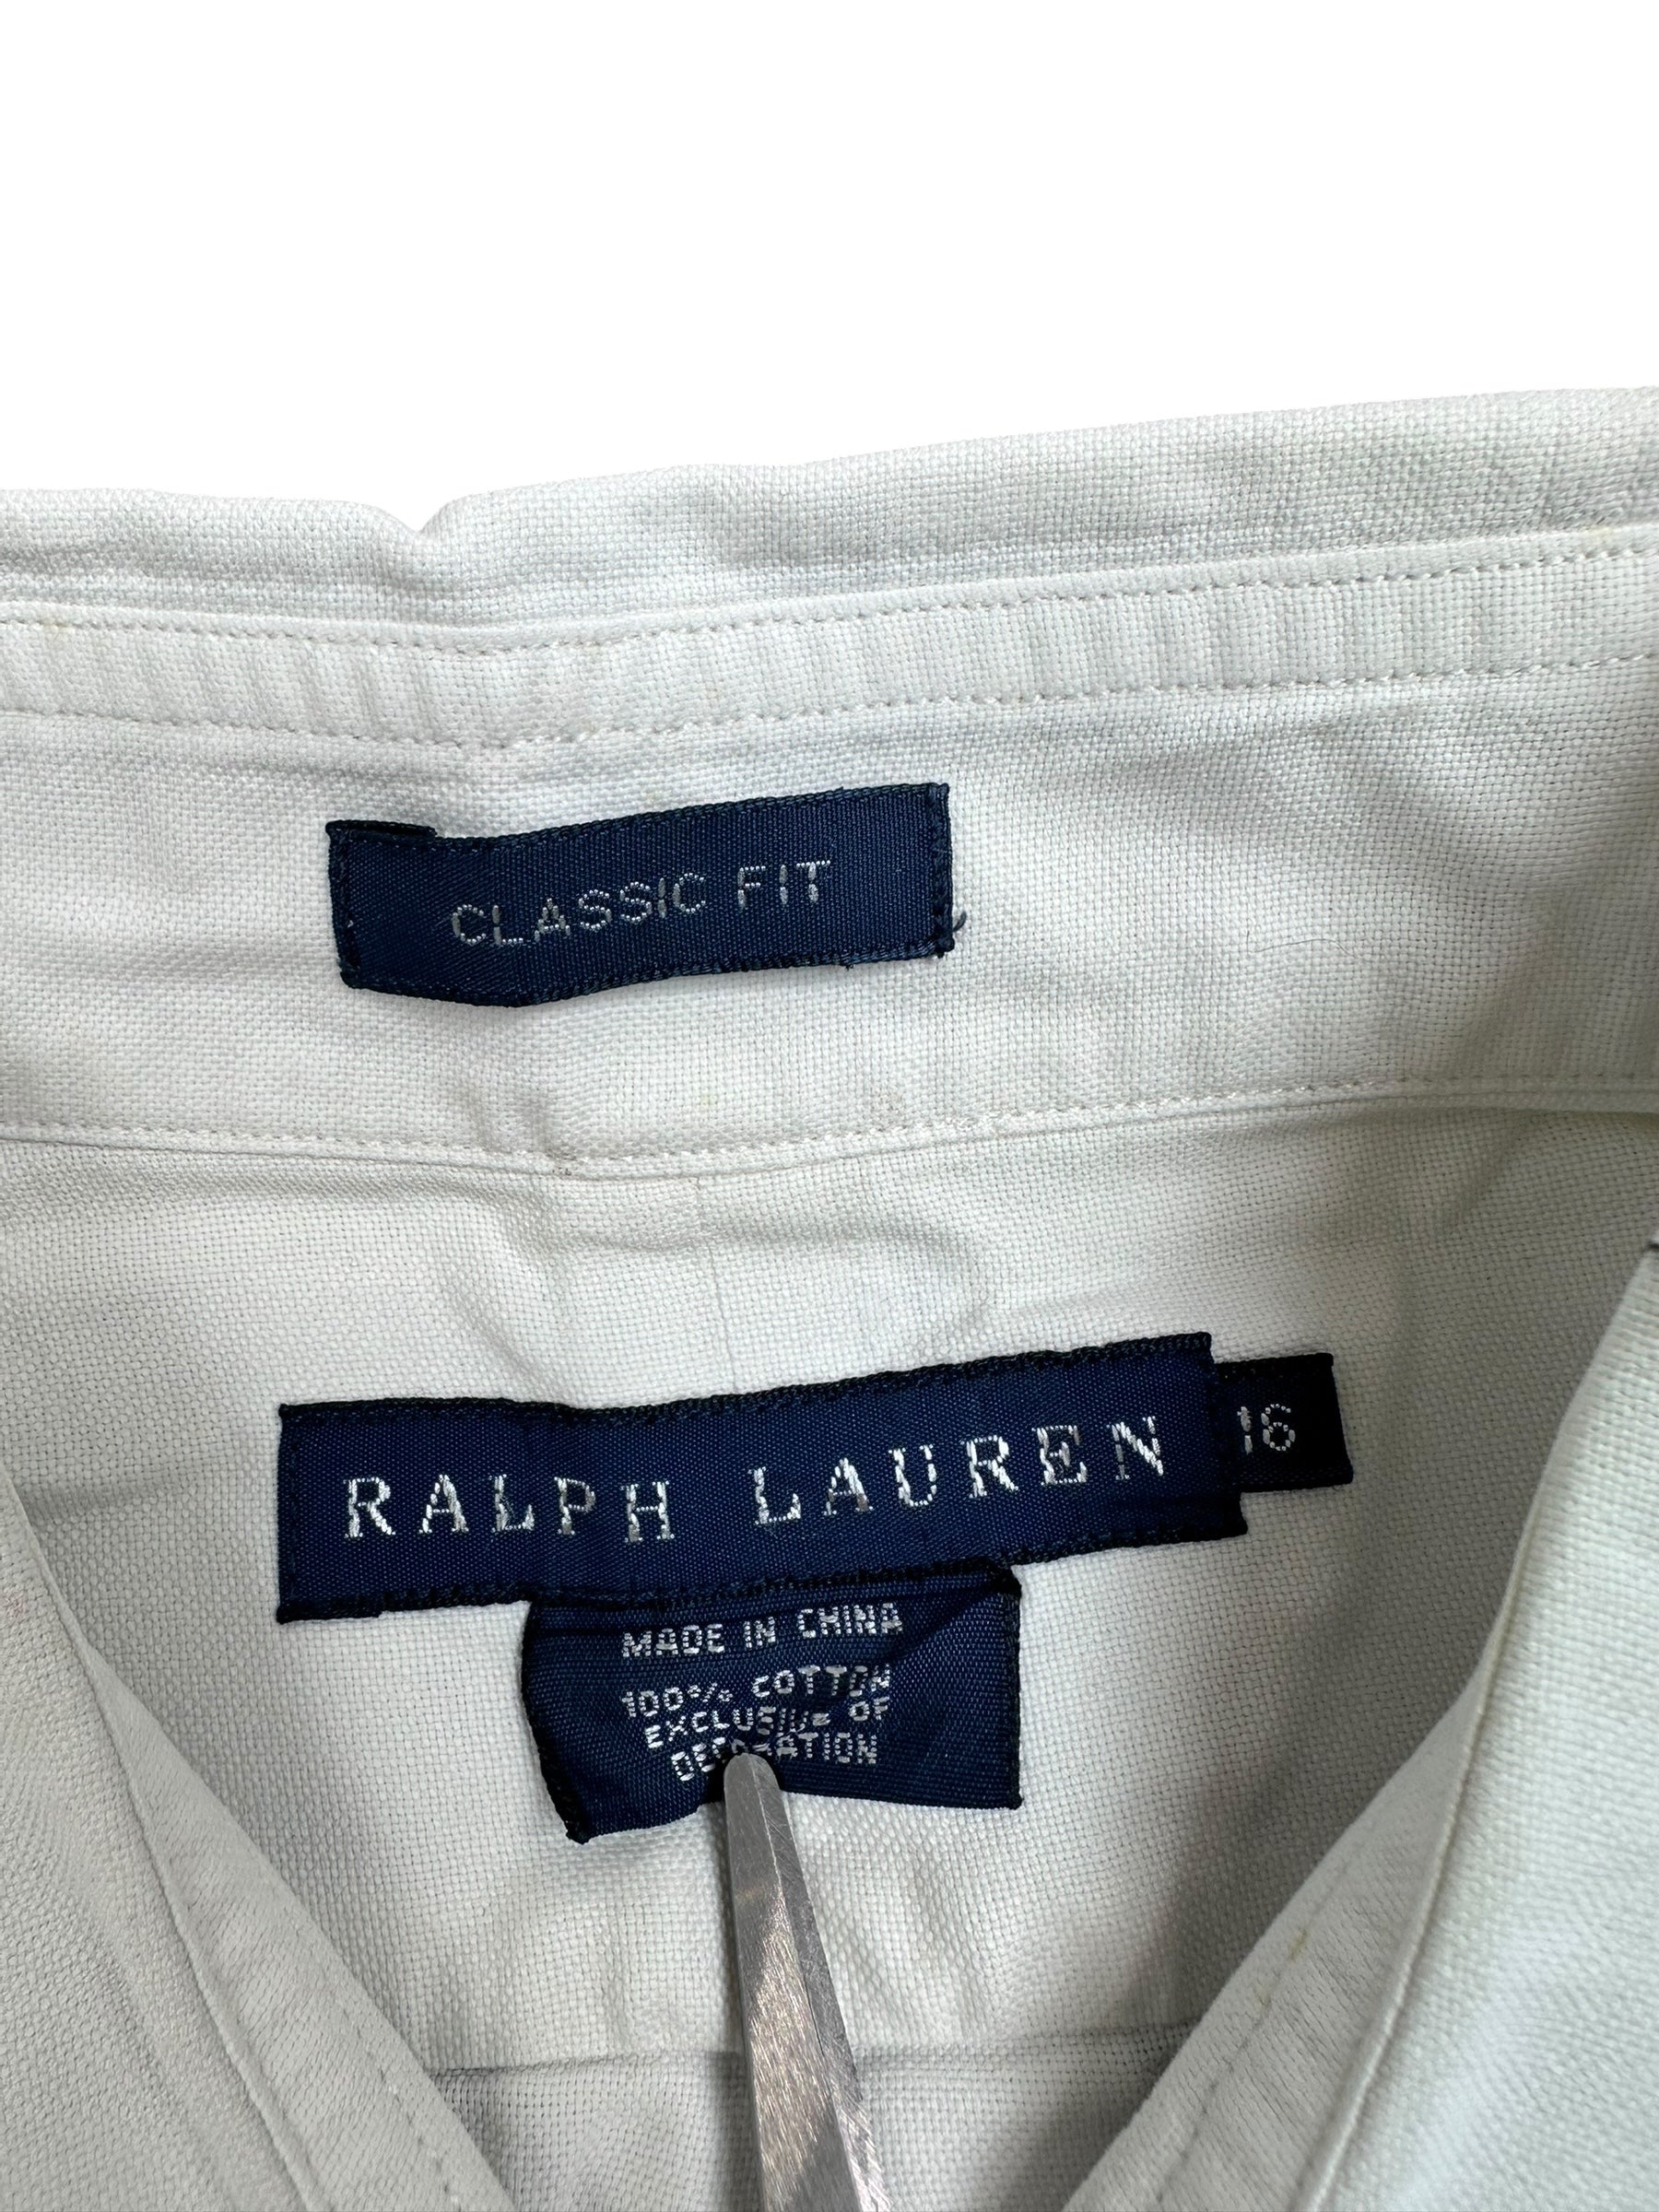 CLASSIC FIT
RALPH LAUREN 16
MADE IN CHINA
100% COTTON
EXCLUSIVE OF
DECORATION